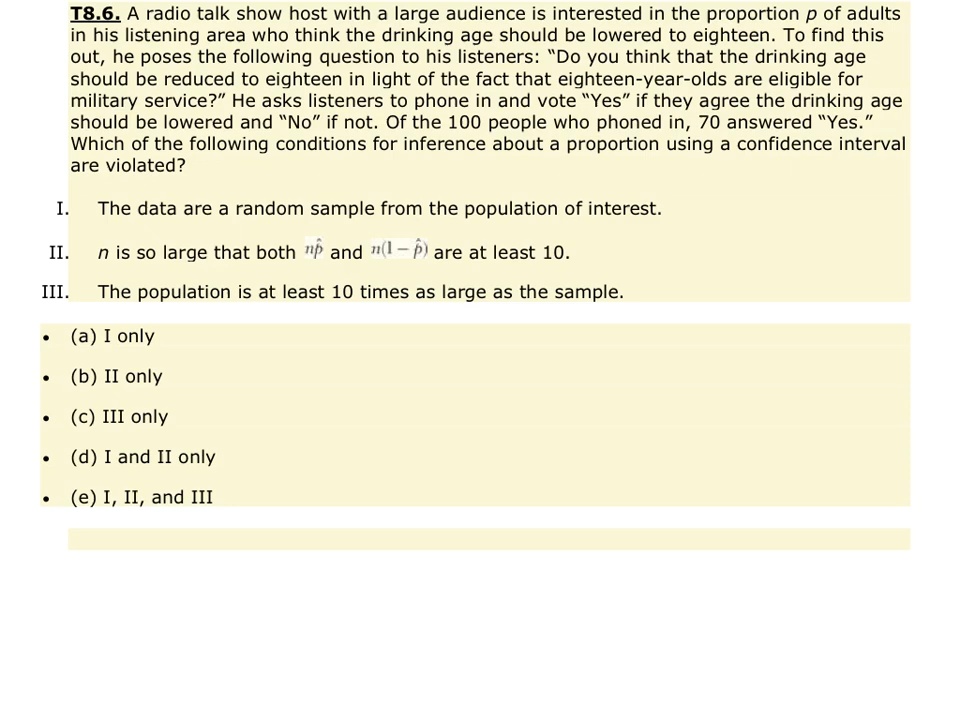 T8.6. A radio talk show host with a large audience is interested in the proportion p of adults
in his listening area who think the drinking age should be lowered to eighteen. To find this
out, he poses the following question to his listeners: “Do you think that the drinking age
should be reduced to eighteen in light of the fact that eighteen-year-olds are eligible for
military service?” He asks listeners to phone in and vote “Yes” if they agree the drinking age
should be lowered and “No” if not. Of the 100 people who phoned in, 70 answered “Yes.”
Which of the following conditions for inference about a proportion using a confidence interval
are violated?
I. The data are a random sample from the population of interest.
II. n is so large that both np̂ and n(1 − p̂) are at least 10.
III. The population is at least 10 times as large as the sample.
• (a) I only
• (b) II only
• (c) III only
• (d) I and II only
• (e) I, II, and III